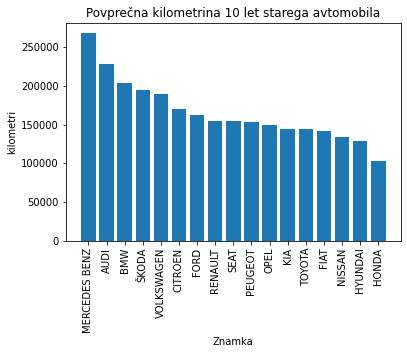 Povprečna kilometrina 10 let starega avtomobila
kilometri
250000
200000
150000
100000
50000
0
MERCEDES BENZ
AUDI
BMW
ŠKODA
VOLKSWAGEN
CITROEN
FORD
RENAULT
SEAT
PEUGEOT
OPEL
KIA
TOYOTA
FIAT
NISSAN
HYUNDAI
HONDA
Znamka